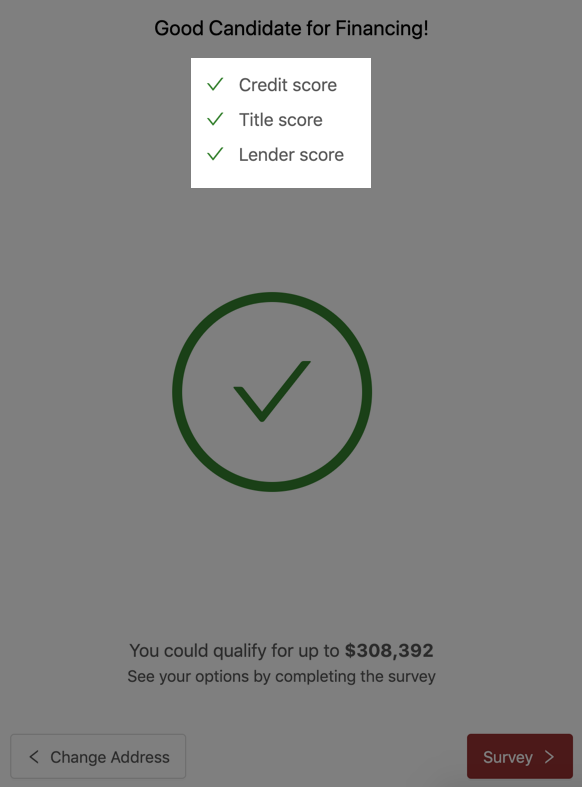 Good Candidate for Financing!
Credit score
Title score
Lender score
You could qualify for up to $308,392
See your options by completing the survey
Change Address
Survey